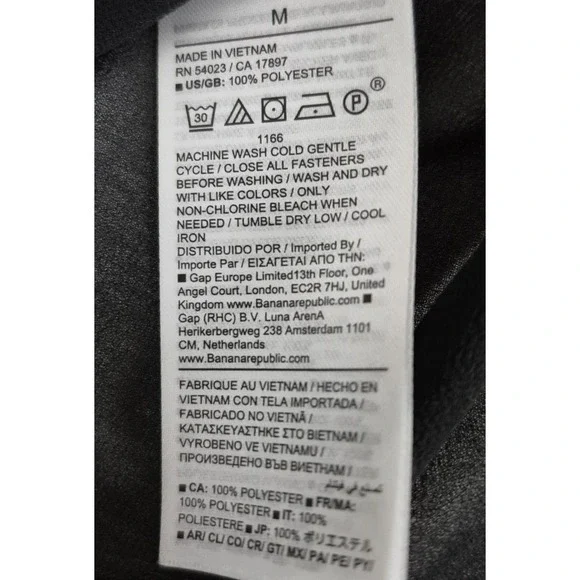 M
MADE IN VIETNAM
RN 54023 / CA 17897
■ US/GB: 100% POLYESTER
30 P ®
1166
MACHINE WASH COLD GENTLE
CYCLE / CLOSE ALL FASTENERS
BEFORE WASHING / WASH AND DRY
WITH LIKE COLORS / ONLY
NON-CHLORINE BLEACH WHEN
NEEDED / TUMBLE DRY LOW / COOL
IRON
DISTRIBUIDO POR / Imported By /
Importe Par / ΕΙΣΑΓΕΤΑΙ ΑΠΟ ΤΗΝ:
■ Gap Europe Limited13th Floor, One
Angel Court, London, EC2R 7HJ, United
Kingdom www.Bananarepublic.com ■
Gap (RHC) B.V. Luna ArenA
Herikerbergweg 238 Amsterdam 1101
CM, Netherlands
www.Bananarepublic.com
FABRIQUE AU VIETNAM / HECHO EN
VIETNAM CON TELA IMPORTADA /
FABRICADO NO VIETNÃ /
ΚΑΤΑΣΚΕΥΑΣΤΗΚΕ ΣΤΟ ΒΙΕΤΝΑΜ /
VYROBENO VE VIETNAMU /
ПРОИЗВЕДЕНО ВЪВ ВИЕТНАМ /
تصنع في فيتنام
■ CA: 100% POLYESTER ■ FR/MA:
100% POLYESTER ■ IT: 100%
POLIESTERE ■ JP: 100% ポリエステル
■ AR/ CL/ CO/ CR/ GT/ MX/ PA/ PE/ PY/